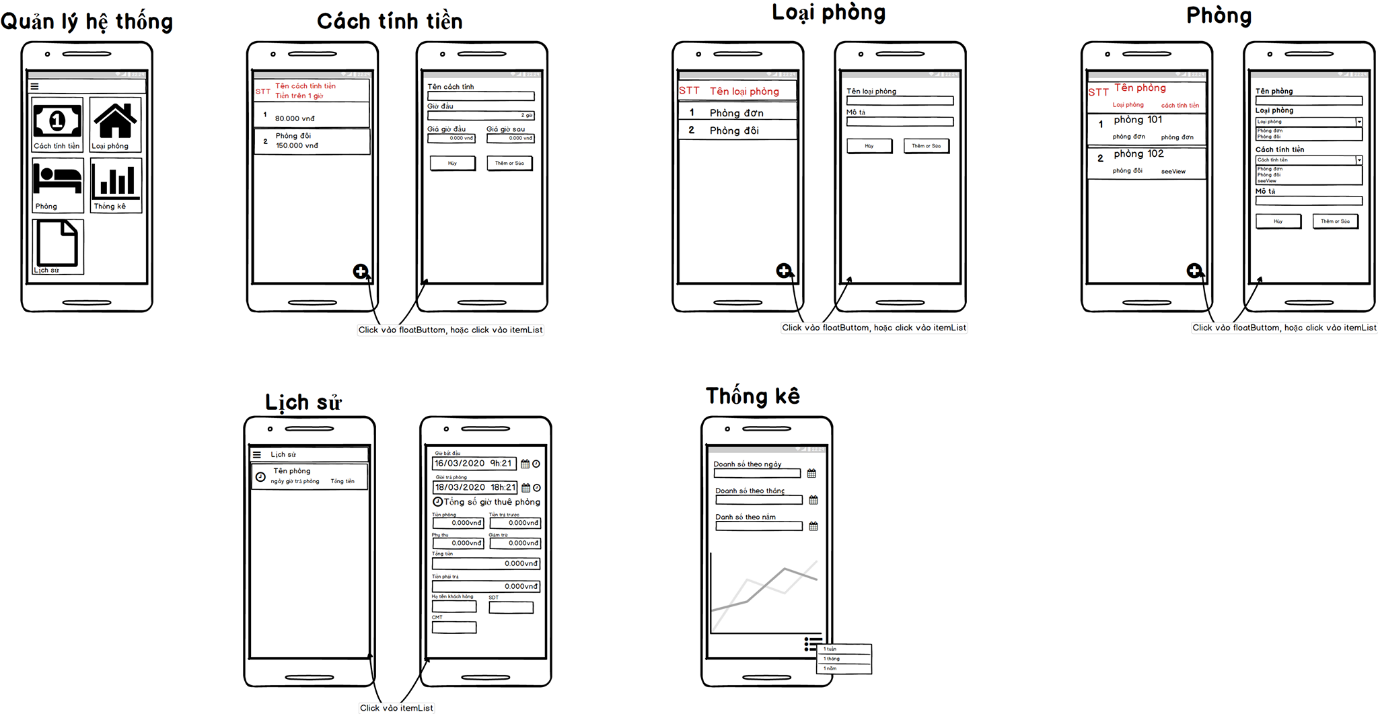 Quản lý hệ thống
Cách tính tiền
Dịch vụ
Loại phòng
Phòng
Cách tính tiền
Loại phòng
Phòng
Thống kê
Lịch sử
STT
Tên cách tính tiền
Tiền trên 1 giờ
1
80.000 vnđ
2
Phòng đôi
150.000 vnđ
Tên cách tính
Giờ đầu
2 giờ
Giá giờ đầu
Giá giờ sau
0.000 vnđ
0.000 vnđ
Hủy
Thêm or Sửa
Click vào floatButtom, hoặc click vào itemList
STT
Tên loại phòng
1
Phòng đơn
2
Phòng đôi
Tên loại phòng
Mô tả
Hủy
Thêm or Sửa
Click vào floatButtom, hoặc click vào itemList
STT
Tên phòng
Loại phòng
cách tính tiền
1
phòng 101
phòng đơn
phòng đơn
2
phòng 102
phòng đôi
seeView
Tên phòng
Loại phòng
Loại phòng
Phòng đơn
Phòng đôi
Cách tính tiền
Cách tính tiền
Phòng đơn
Phòng đôi
seeView
Mô tả
Hủy
Thêm or Sửa
Click vào floatButtom, hoặc click vào itemList
Lịch sử
Lịch sử
Tên phòng
ngày giờ trả phòng
Tổng tiền
Giờ bắt đầu
16/03/2020 9h:21
Giời trả phòng
18/03/2020 18h:21
Tổng số giờ thuê phòng
Tiền phòng
Tiền trả trước
0.000vnđ
0.000vnđ
Phụ thu
Giảm trừ
0.000vnđ
0.000vnđ
Tổng tiền
0.000vnđ
Tiền phải trả
0.000vnđ
Họ tên khách hàng
SDT
CMT
Click vào itemList
Thống kê
Doanh số theo ngày
Doanh số theo tháng
Danh số theo năm
1 tuần
1 tháng
1 năm